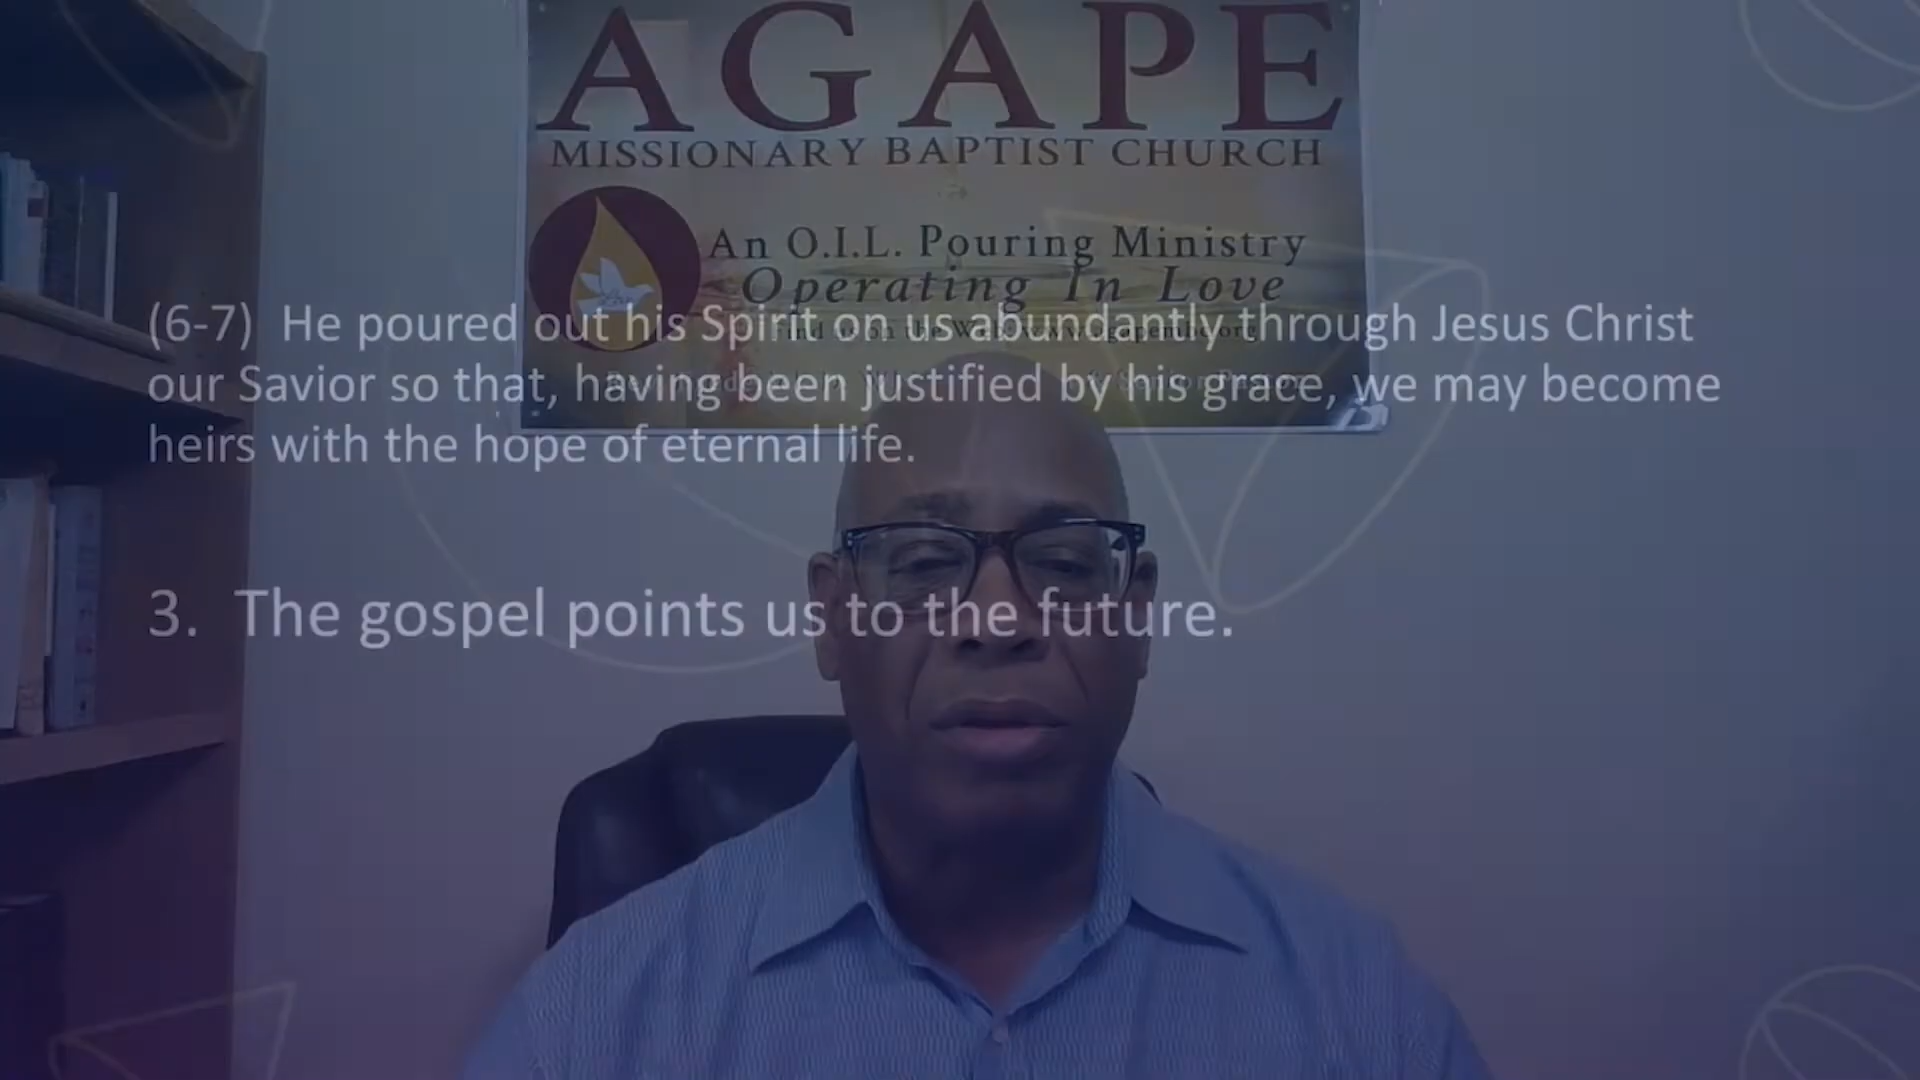 AGAPE
MISSIONARY BAPTIST CHURCH
An O.I.L. Pouring Ministry
Operating In Love
(6-7) He poured out his Spirit on us abundantly through Jesus Christ
our Savior so that, having been justified by his grace, we may become
heirs with the hope of eternal life.
3. The gospel points us to the future.